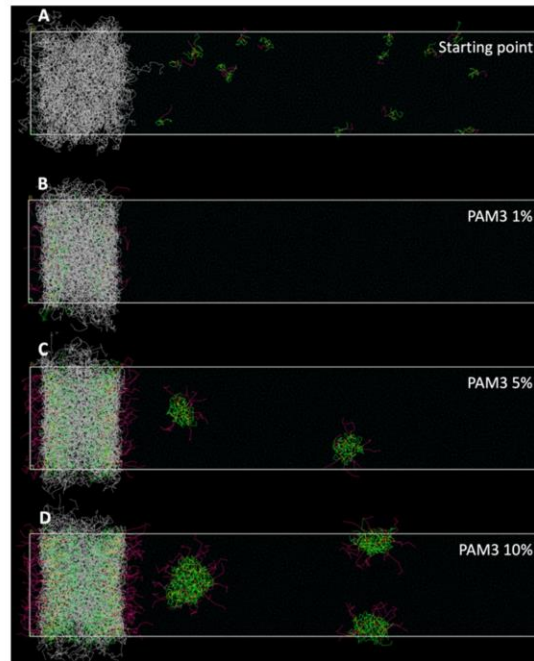 A
Starting point
B
PAM3 1%
C
PAM3 5%
D
PAM3 10%